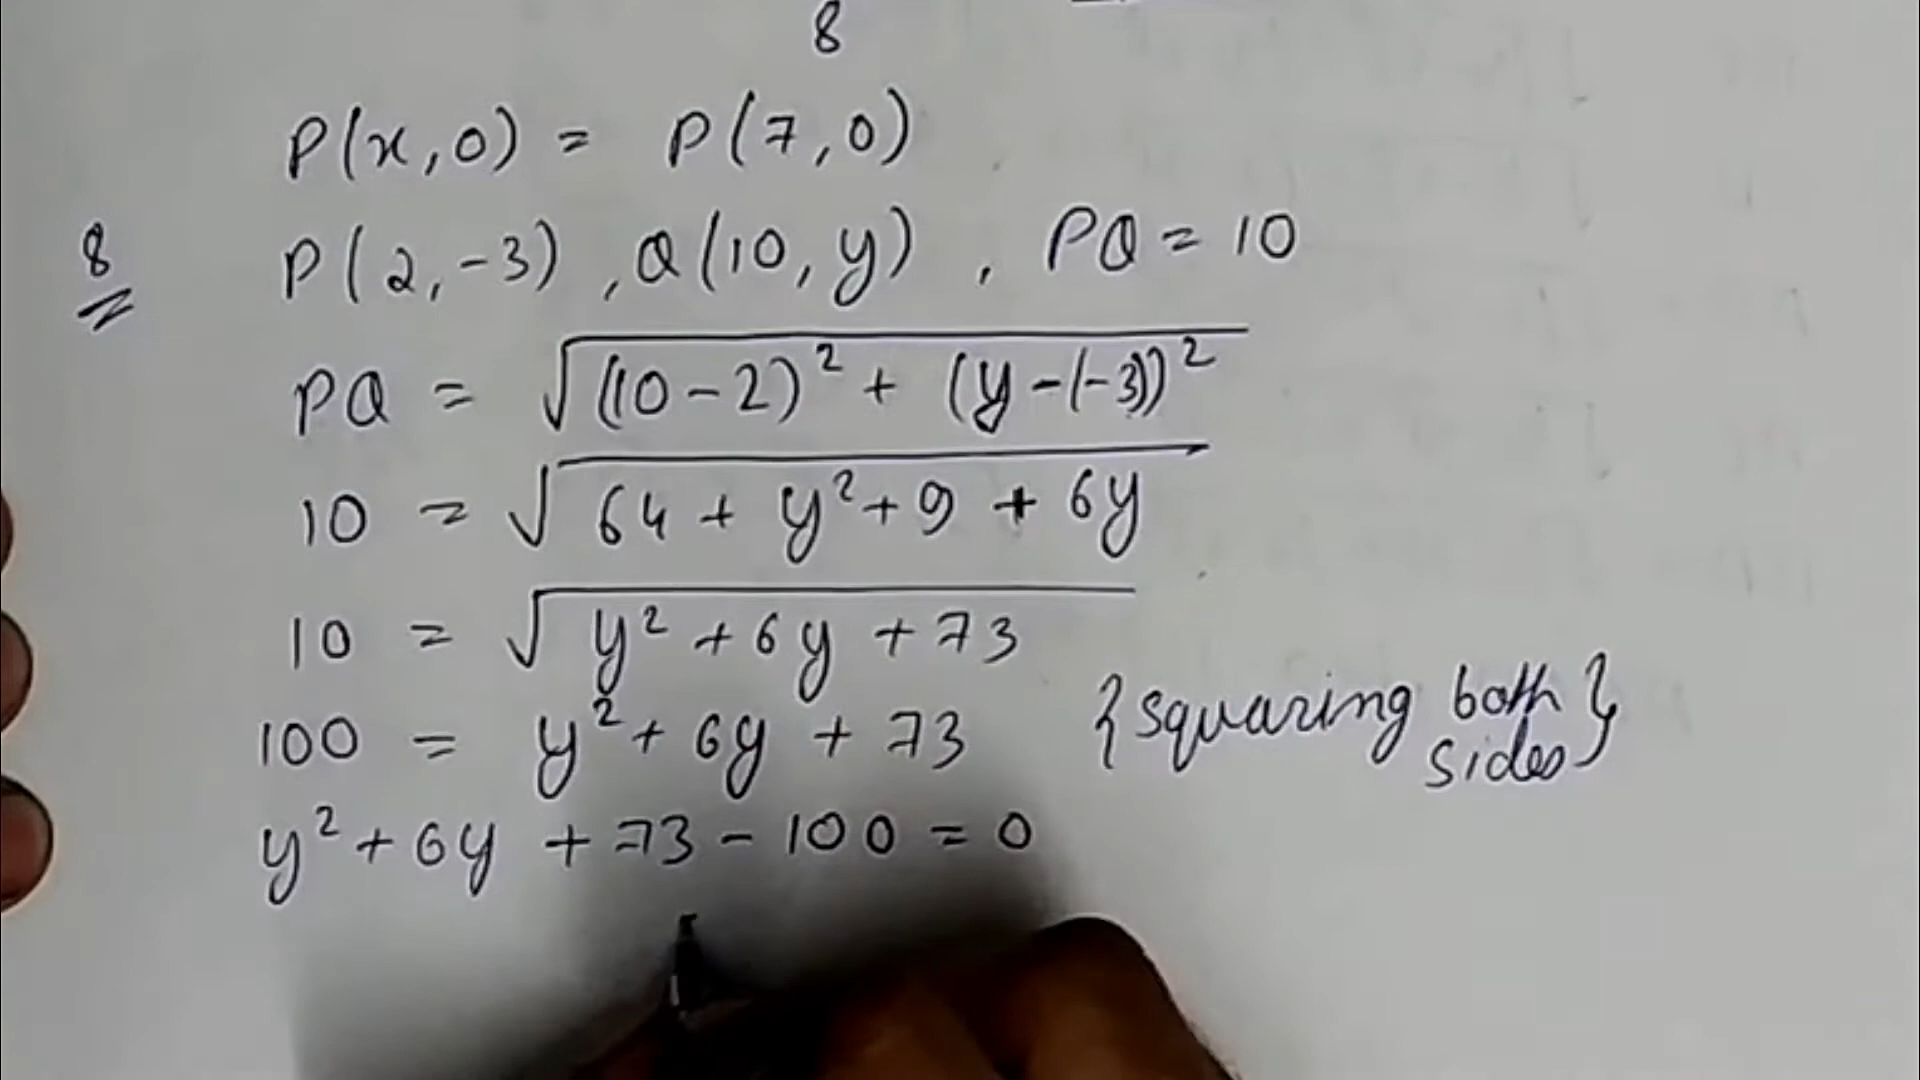 8
P(x,0) = P(7,0)
8 P(2,-3), Q(10,y), PQ = 10
PQ = √((10-2)² + (y-(-3))²)
10 = √(64 + y² + 9 + 6y)
10 = √(y² + 6y + 73)
100 = y² + 6y + 73 {squaring both sides}
y² + 6y + 73 - 100 = 0